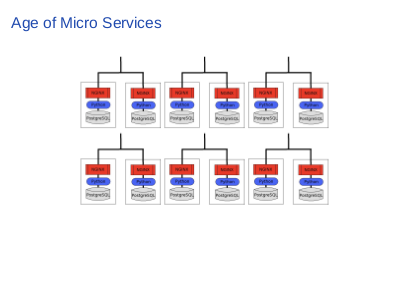 Age of Micro Services
NGINX NGINX NGINX NGINX NGINX NGINX
Python Python Python Python Python Python
PostgreSQL PostgreSQL PostgreSQL PostgreSQL PostgreSQL PostgreSQL
NGINX NGINX NGINX NGINX NGINX NGINX
Python Python Python Python Python Python
PostgreSQL PostgreSQL PostgreSQL PostgreSQL PostgreSQL PostgreSQL